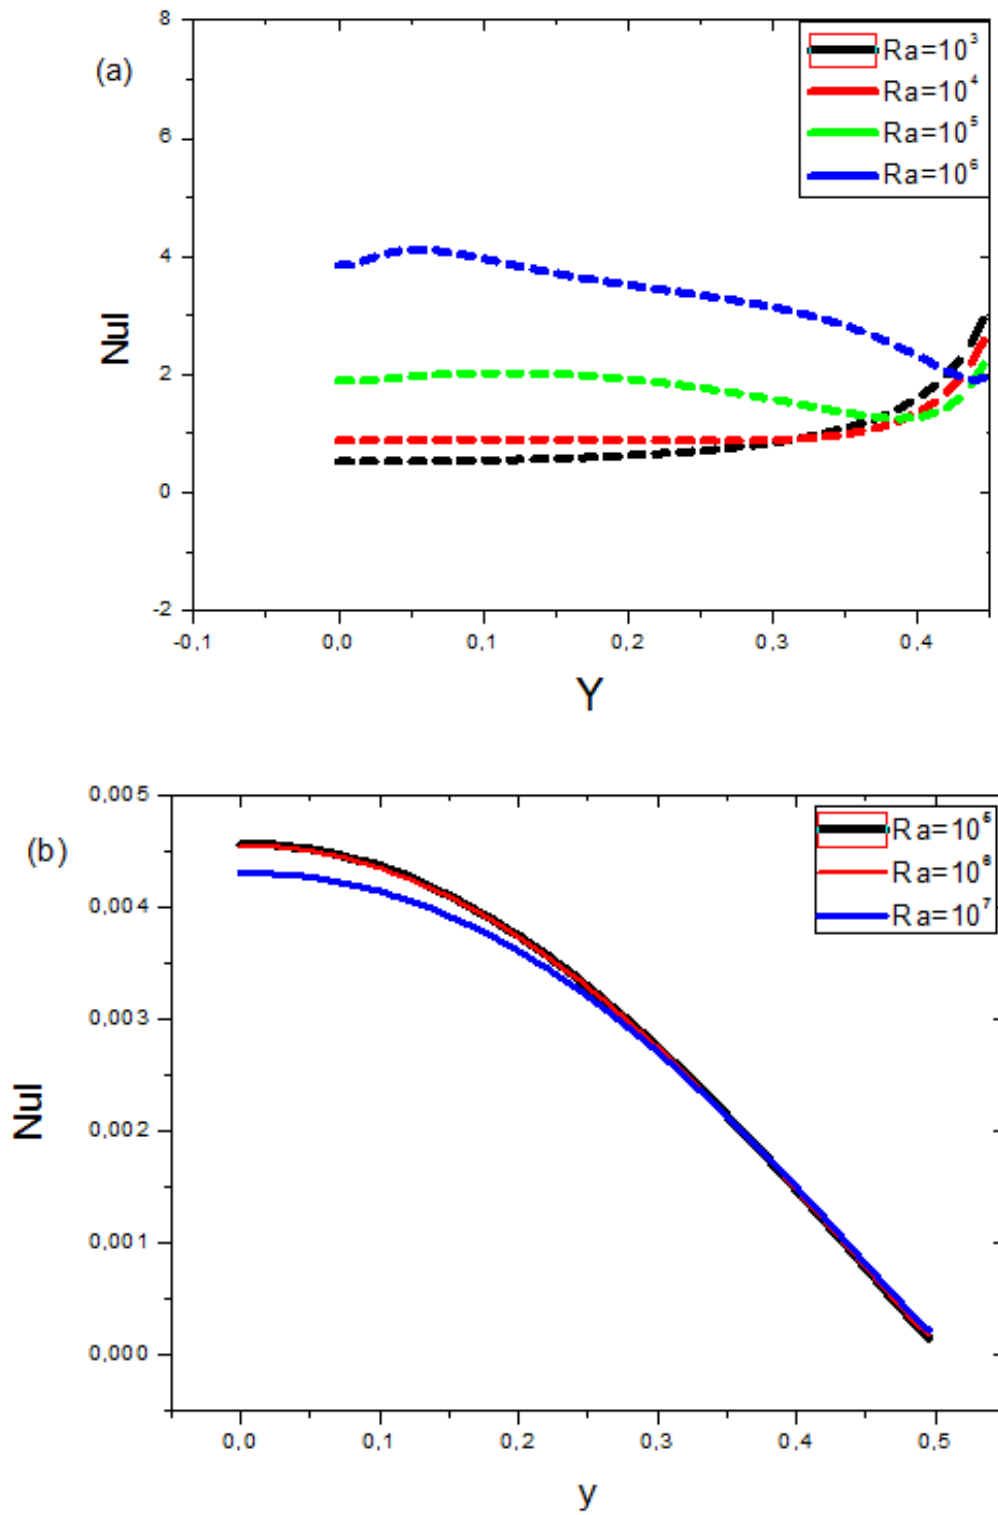 (a)
Ra=10³
Ra=10⁴
Ra=10⁵
Ra=10⁶
8
6
4
2
0
-2
Nul
-0,1 0,0 0,1 0,2 0,3 0,4
Y
(b)
Ra=10⁵
Ra=10⁶
Ra=10⁷
0,005
0,004
0,003
0,002
0,001
0,000
Nul
0,0 0,1 0,2 0,3 0,4 0,5
y